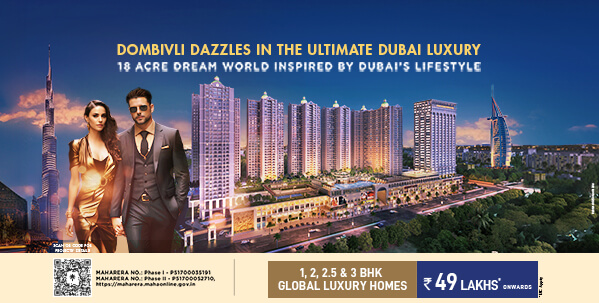 DOMBIVLI DAZZLES IN THE ULTIMATE DUBAI LUXURY
18 ACRE DREAM WORLD INSPIRED BY DUBAI'S LIFESTYLE
SCAN QR CODE FOR
PROJECT DETAILS
MAHARERA NO.: Phase I - P51700035191
MAHARERA NO.: Phase II - P51700052710,
https://maharera.mahaonline.gov.in
1, 2, 2.5 & 3 BHK
GLOBAL LUXURY HOMES
₹ 49 LAKHS* ONWARDS